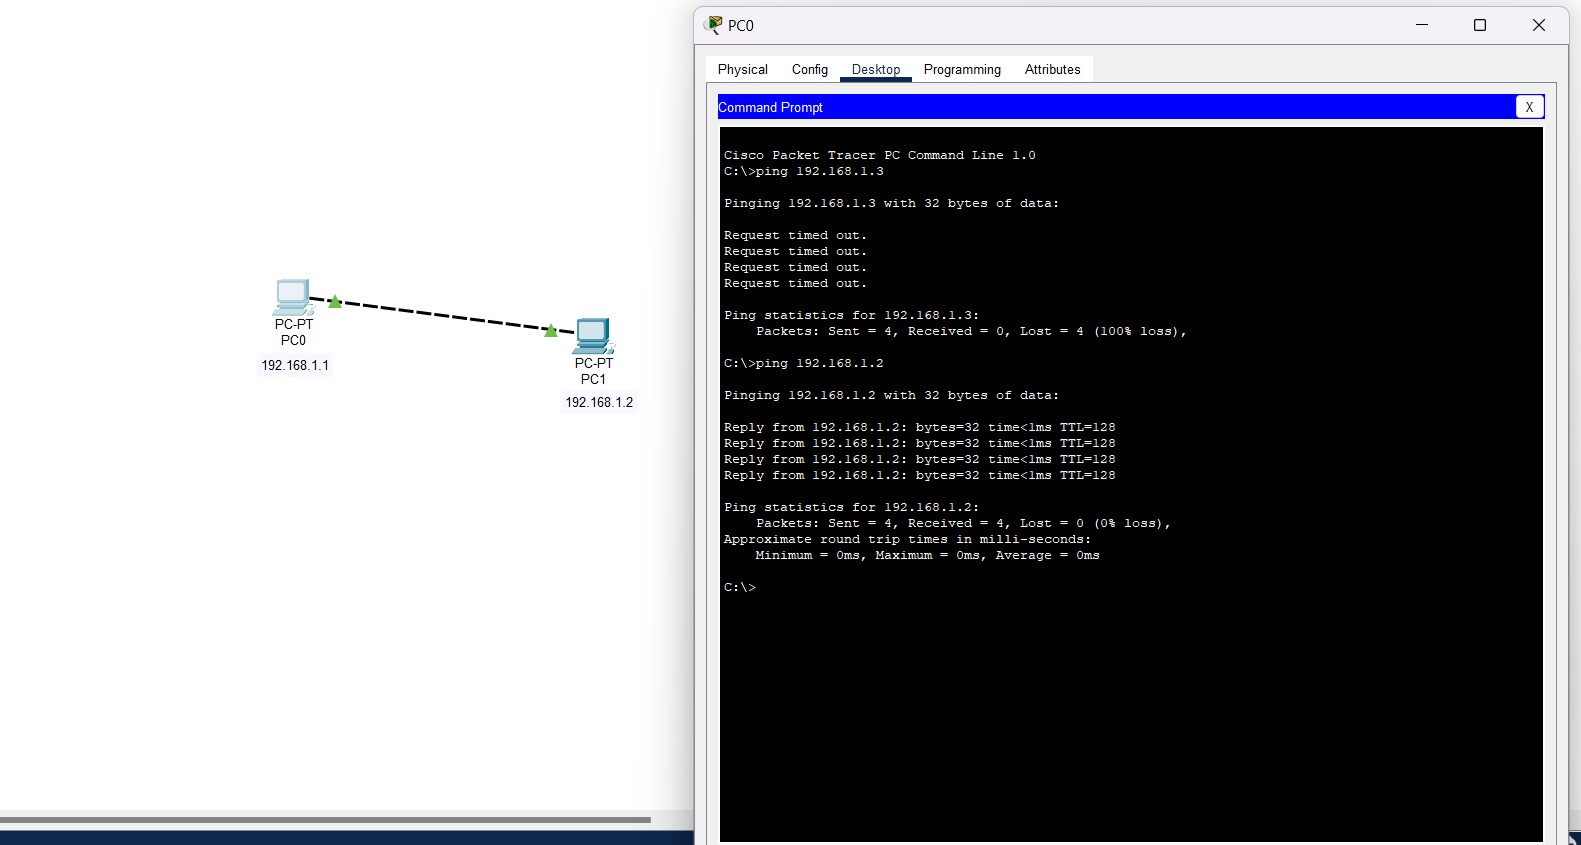 PC0
Physical Config Desktop Programming Attributes
Command Prompt X
Cisco Packet Tracer PC Command Line 1.0
C:\>ping 192.168.1.3
Pinging 192.168.1.3 with 32 bytes of data:
Request timed out.
Request timed out.
Request timed out.
Request timed out.
Ping statistics for 192.168.1.3:
Packets: Sent = 4, Received = 0, Lost = 4 (100% loss),
C:\>ping 192.168.1.2
Pinging 192.168.1.2 with 32 bytes of data:
Reply from 192.168.1.2: bytes=32 time<1ms TTL=128
Reply from 192.168.1.2: bytes=32 time<1ms TTL=128
Reply from 192.168.1.2: bytes=32 time<1ms TTL=128
Reply from 192.168.1.2: bytes=32 time<1ms TTL=128
Ping statistics for 192.168.1.2:
Packets: Sent = 4, Received = 4, Lost = 0 (0% loss),
Approximate round trip times in milli-seconds:
Minimum = 0ms, Maximum = 0ms, Average = 0ms
C:\>
PC-PT
PC0
192.168.1.1
PC-PT
PC1
192.168.1.2